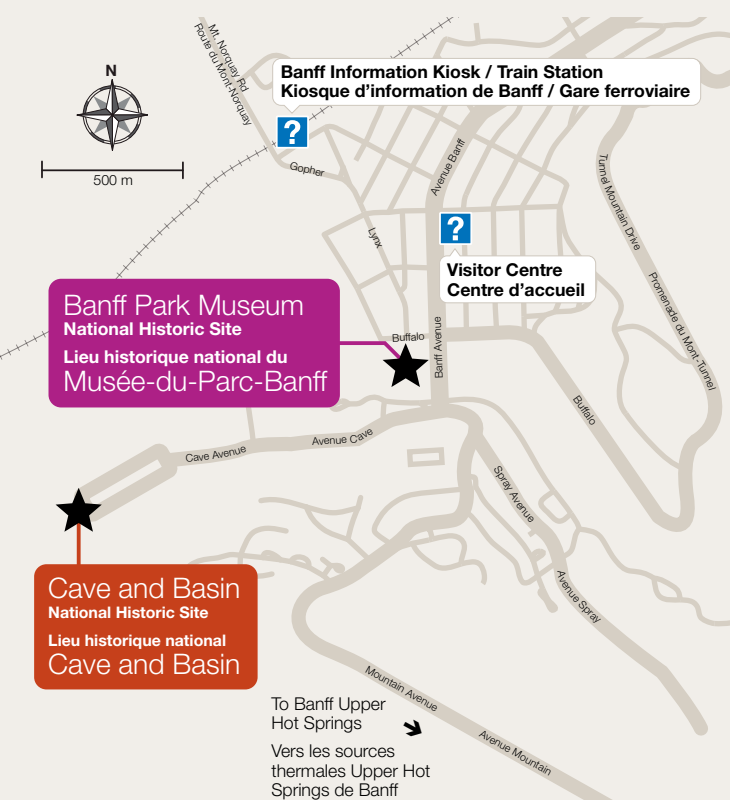 Mt. Norquay Rd
Route du Mont-Norquay
N
500 m
Banff Information Kiosk / Train Station
Kiosque d'information de Banff / Gare ferroviaire
?
Gopher
Avenue Banff
Tunnel Mountain Drive
?
Visitor Centre
Centre d'accueil
Lynx
Promenade du Mont-Tunnel
Banff Park Museum
National Historic Site
Lieu historique national du
Musée-du-Parc-Banff
Buffalo
Banff Avenue
Buffalo
Avenue Cave
Cave Avenue
Spray Avenue
Avenue Spray
Cave and Basin
National Historic Site
Lieu historique national
Cave and Basin
Mountain Avenue
Avenue Mountain
To Banff Upper
Hot Springs
Vers les sources
thermales Upper Hot
Springs de Banff